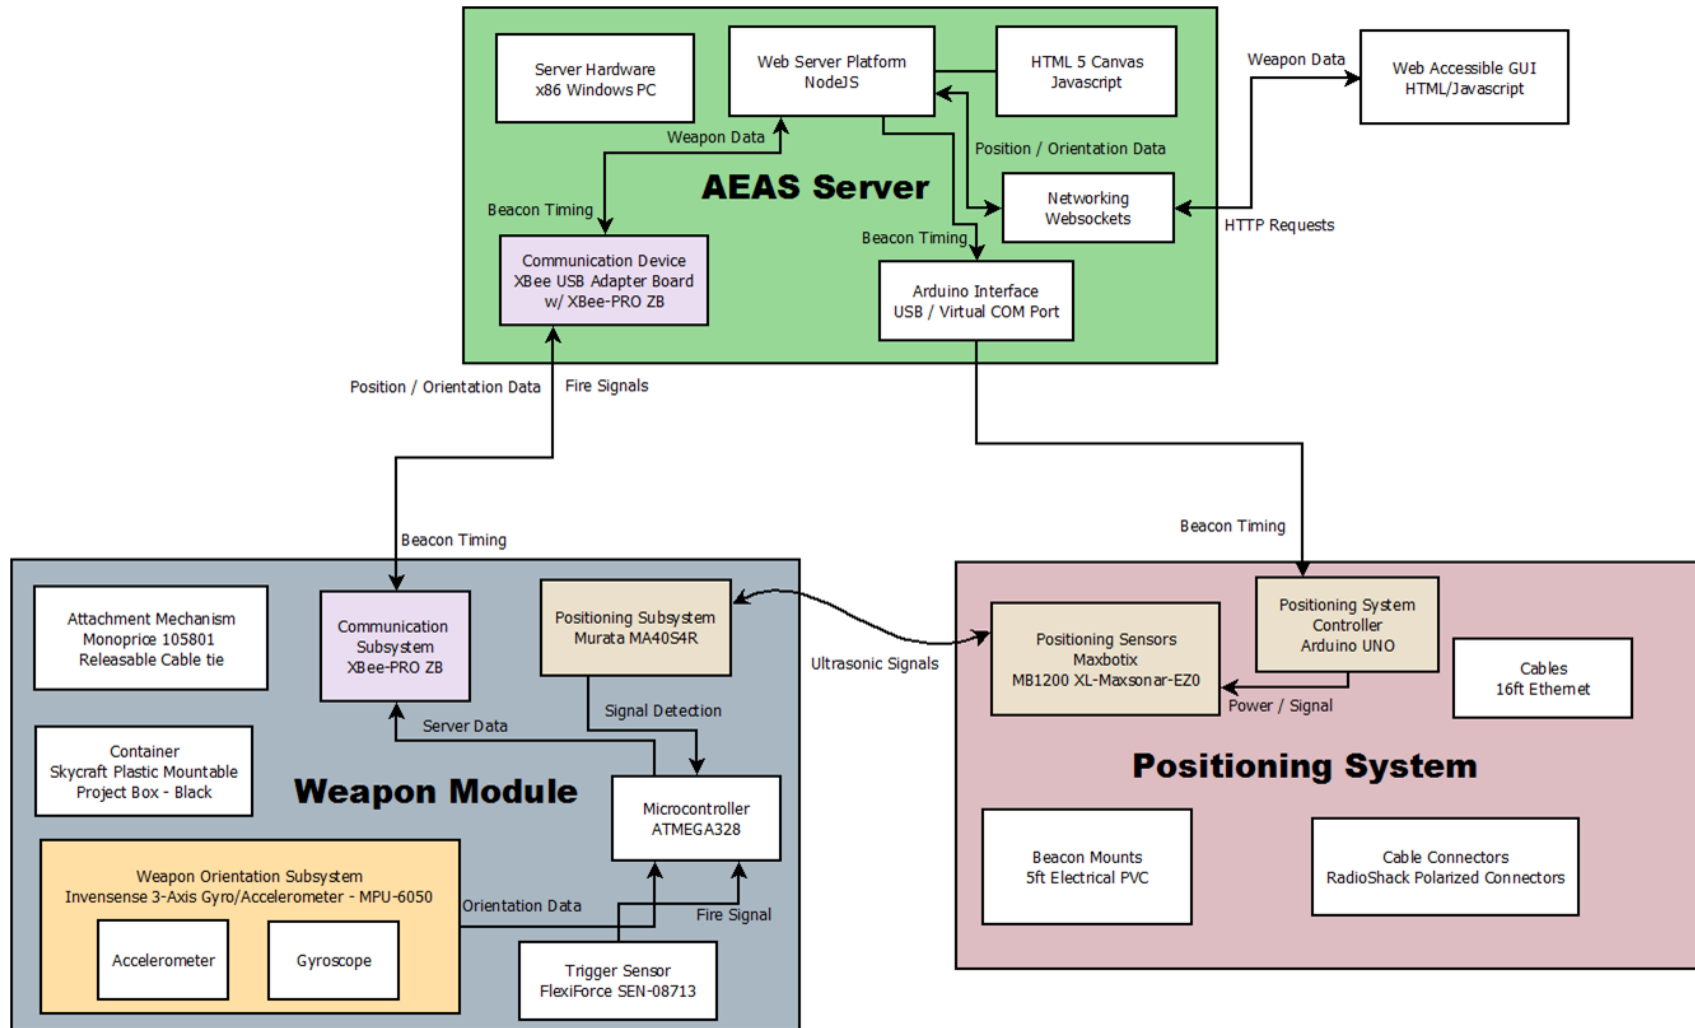 Server Hardware
x86 Windows PC
Web Server Platform
NodeJS
HTML 5 Canvas
Javascript
Weapon Data
Web Accessible GUI
HTML/Javascript
Weapon Data
Position / Orientation Data
AEAS Server
Networking
Websockets
Beacon Timing
HTTP Requests
Beacon Timing
Communication Device
XBee USB Adapter Board
w/ XBee-PRO ZB
Arduino Interface
USB / Virtual COM Port
Position / Orientation Data
Fire Signals
Beacon Timing
Beacon Timing
Attachment Mechanism
Monoprice 105801
Releasable Cable tie
Communication
Subsystem
XBee-PRO ZB
Positioning Subsystem
Murata MA40S4R
Ultrasonic Signals
Positioning Sensors
Maxbotix
MB1200 XL-Maxsonar-EZ0
Positioning System
Controller
Arduino UNO
Cables
16ft Ethernet
Power / Signal
Server Data
Signal Detection
Container
Skycraft Plastic Mountable
Project Box - Black
Weapon Module
Microcontroller
ATMEGA328
Positioning System
Weapon Orientation Subsystem
Invensense 3-Axis Gyro/Accelerometer - MPU-6050
Accelerometer
Gyroscope
Orientation Data
Fire Signal
Trigger Sensor
FlexiForce SEN-08713
Beacon Mounts
5ft Electrical PVC
Cable Connectors
RadioShack Polarized Connectors